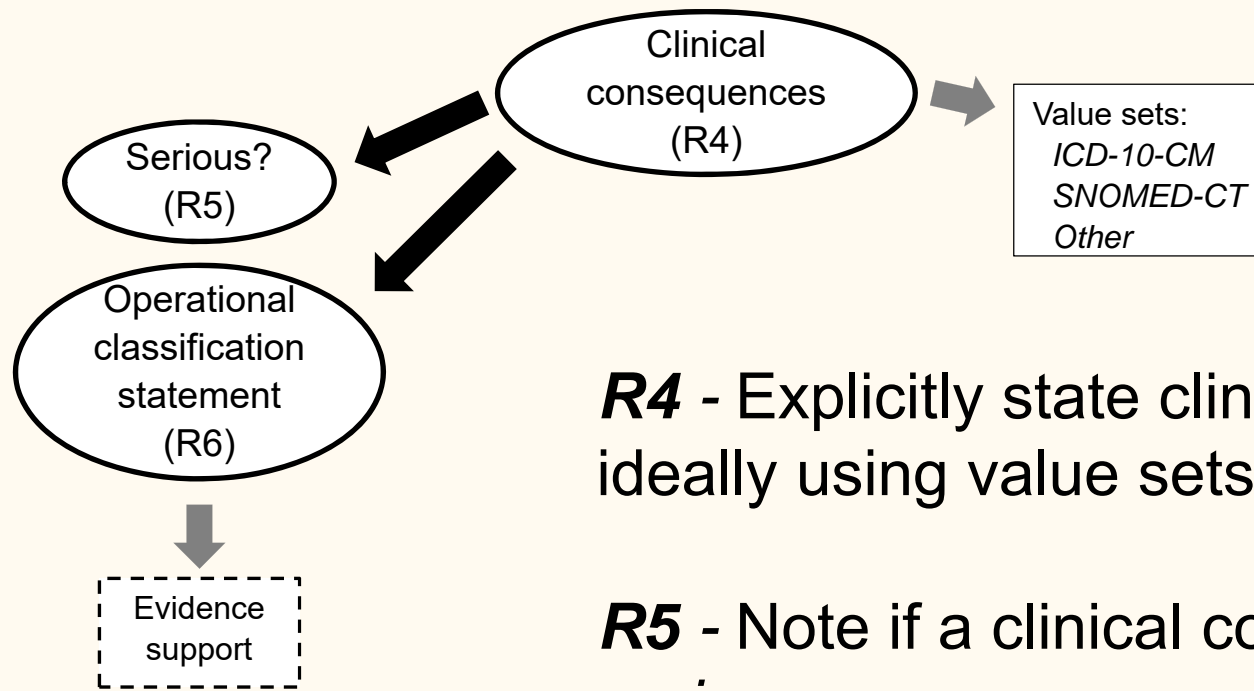 Clinical
consequences
(R4)
Value sets:
ICD-10-CM
SNOMED-CT
Other
Serious?
(R5)
Operational
classification
statement
(R6)
Evidence
support
R4 - Explicitly state clin
ideally using value sets
R5 - Note if a clinical co